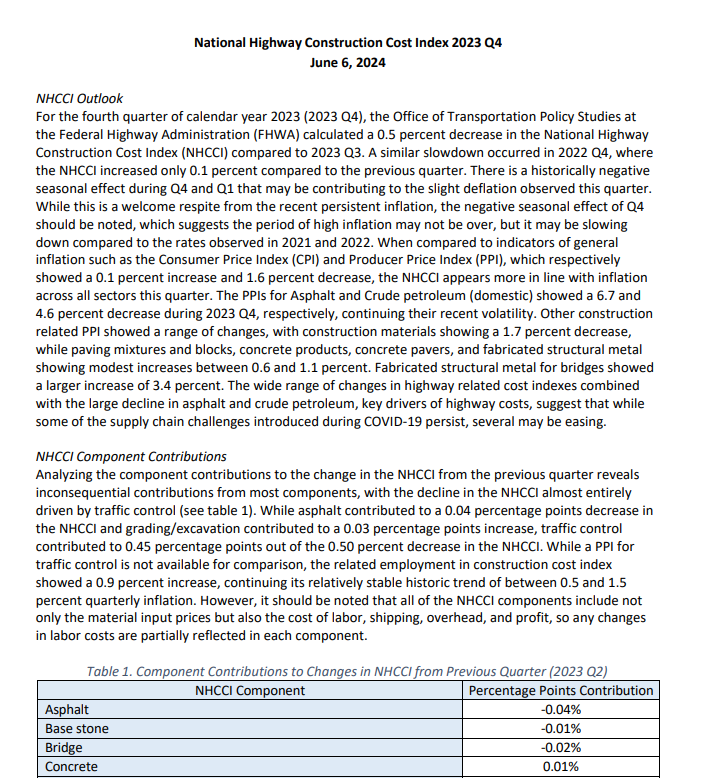 National Highway Construction Cost Index 2023 Q4
June 6, 2024
NHCCI Outlook
For the fourth quarter of calendar year 2023 (2023 Q4), the Office of Transportation Policy Studies at
the Federal Highway Administration (FHWA) calculated a 0.5 percent decrease in the National Highway
Construction Cost Index (NHCCI) compared to 2023 Q3. A similar slowdown occurred in 2022 Q4, where
the NHCCI increased only 0.1 percent compared to the previous quarter. There is a historically negative
seasonal effect during Q4 and Q1 that may be contributing to the slight deflation observed this quarter.
While this is a welcome respite from the recent persistent inflation, the negative seasonal effect of Q4
should be noted, which suggests the period of high inflation may not be over, but it may be slowing
down compared to the rates observed in 2021 and 2022. When compared to indicators of general
inflation such as the Consumer Price Index (CPI) and Producer Price Index (PPI), which respectively
showed a 0.1 percent increase and 1.6 percent decrease, the NHCCI appears more in line with inflation
across all sectors this quarter. The PPIs for Asphalt and Crude petroleum (domestic) showed a 6.7 and
4.6 percent decrease during 2023 Q4, respectively, continuing their recent volatility. Other construction
related PPI showed a range of changes, with construction materials showing a 1.7 percent decrease,
while paving mixtures and blocks, concrete products, concrete pavers, and fabricated structural metal
showing modest increases between 0.6 and 1.1 percent. Fabricated structural metal for bridges showed
a larger increase of 3.4 percent. The wide range of changes in highway related cost indexes combined
with the large decline in asphalt and crude petroleum, key drivers of highway costs, suggest that while
some of the supply chain challenges introduced during COVID-19 persist, several may be easing.
NHCCI Component Contributions
Analyzing the component contributions to the change in the NHCCI from the previous quarter reveals
inconsequential contributions from most components, with the decline in the NHCCI almost entirely
driven by traffic control (see table 1). While asphalt contributed to a 0.04 percentage points decrease in
the NHCCI and grading/excavation contributed to a 0.03 percentage points increase, traffic control
contributed to 0.45 percentage points out of the 0.50 percent decrease in the NHCCI. While a PPI for
traffic control is not available for comparison, the related employment in construction cost index
showed a 0.9 percent increase, continuing its relatively stable historic trend of between 0.5 and 1.5
percent quarterly inflation. However, it should be noted that all of the NHCCI components include not
only the material input prices but also the cost of labor, shipping, overhead, and profit, so any changes
in labor costs are partially reflected in each component.
Table 1. Component Contributions to Changes in NHCCI from Previous Quarter (2023 Q2)
NHCCI Component Percentage Points Contribution
Asphalt -0.04%
Base stone -0.01%
Bridge -0.02%
Concrete 0.01%